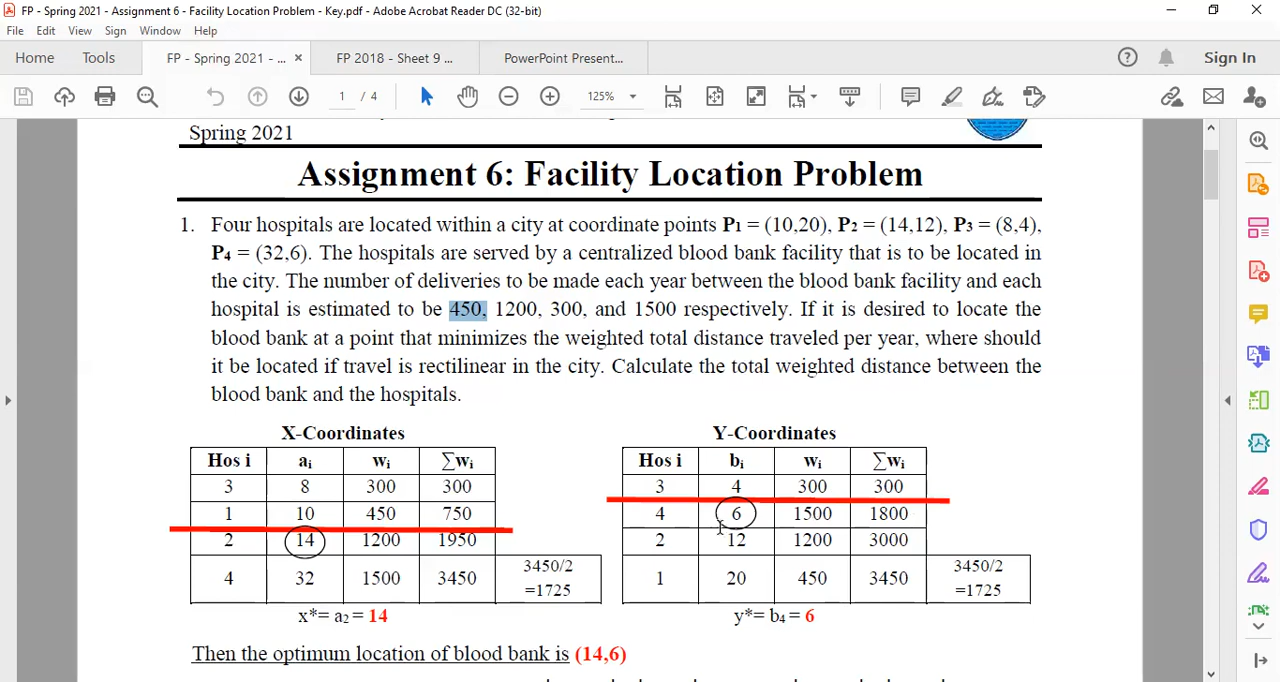 FP - Spring 2021 - Assignment 6 - Facility Location Problem - Key.pdf - Adobe Acrobat Reader DC (32-bit)
File Edit View Sign Window Help
Home Tools FP - Spring 2021 - ... × FP 2018 - Sheet 9 ... PowerPoint Present... Sign In
1 / 4 125%
Spring 2021
Assignment 6: Facility Location Problem
1. Four hospitals are located within a city at coordinate points P1 = (10,20), P2 = (14,12), P3 = (8,4),
P4 = (32,6). The hospitals are served by a centralized blood bank facility that is to be located in
the city. The number of deliveries to be made each year between the blood bank facility and each
hospital is estimated to be 450, 1200, 300, and 1500 respectively. If it is desired to locate the
blood bank at a point that minimizes the weighted total distance traveled per year, where should
it be located if travel is rectilinear in the city. Calculate the total weighted distance between the
blood bank and the hospitals.
X-Coordinates
Hos i ai wi ∑wi
3 8 300 300
1 10 450 750
2 14 1200 1950
4 32 1500 3450 3450/2
=1725
x*= a2 = 14
Y-Coordinates
Hos i bi wi ∑wi
3 4 300 300
4 6 1500 1800
2 12 1200 3000
1 20 450 3450 3450/2
=1725
y*= b4 = 6
Then the optimum location of blood bank is (14,6)